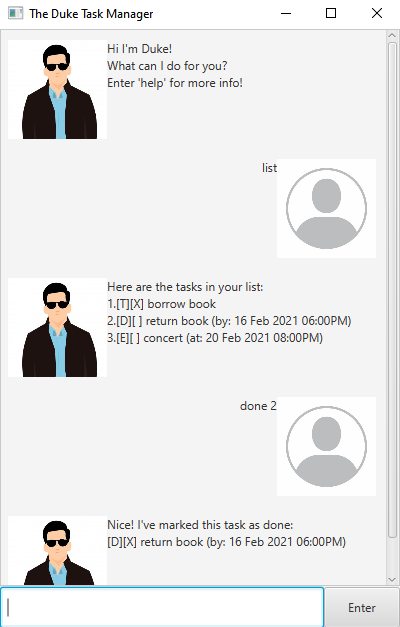 The Duke Task Manager
Hi I'm Duke!
What can I do for you?
Enter 'help' for more info!
list
Here are the tasks in your list:
1.[T][X] borrow book
2.[D][ ] return book (by: 16 Feb 2021 06:00PM)
3.[E][ ] concert (at: 20 Feb 2021 08:00PM)
done 2
Nice! I've marked this task as done:
[D][X] return book (by: 16 Feb 2021 06:00PM)
Enter